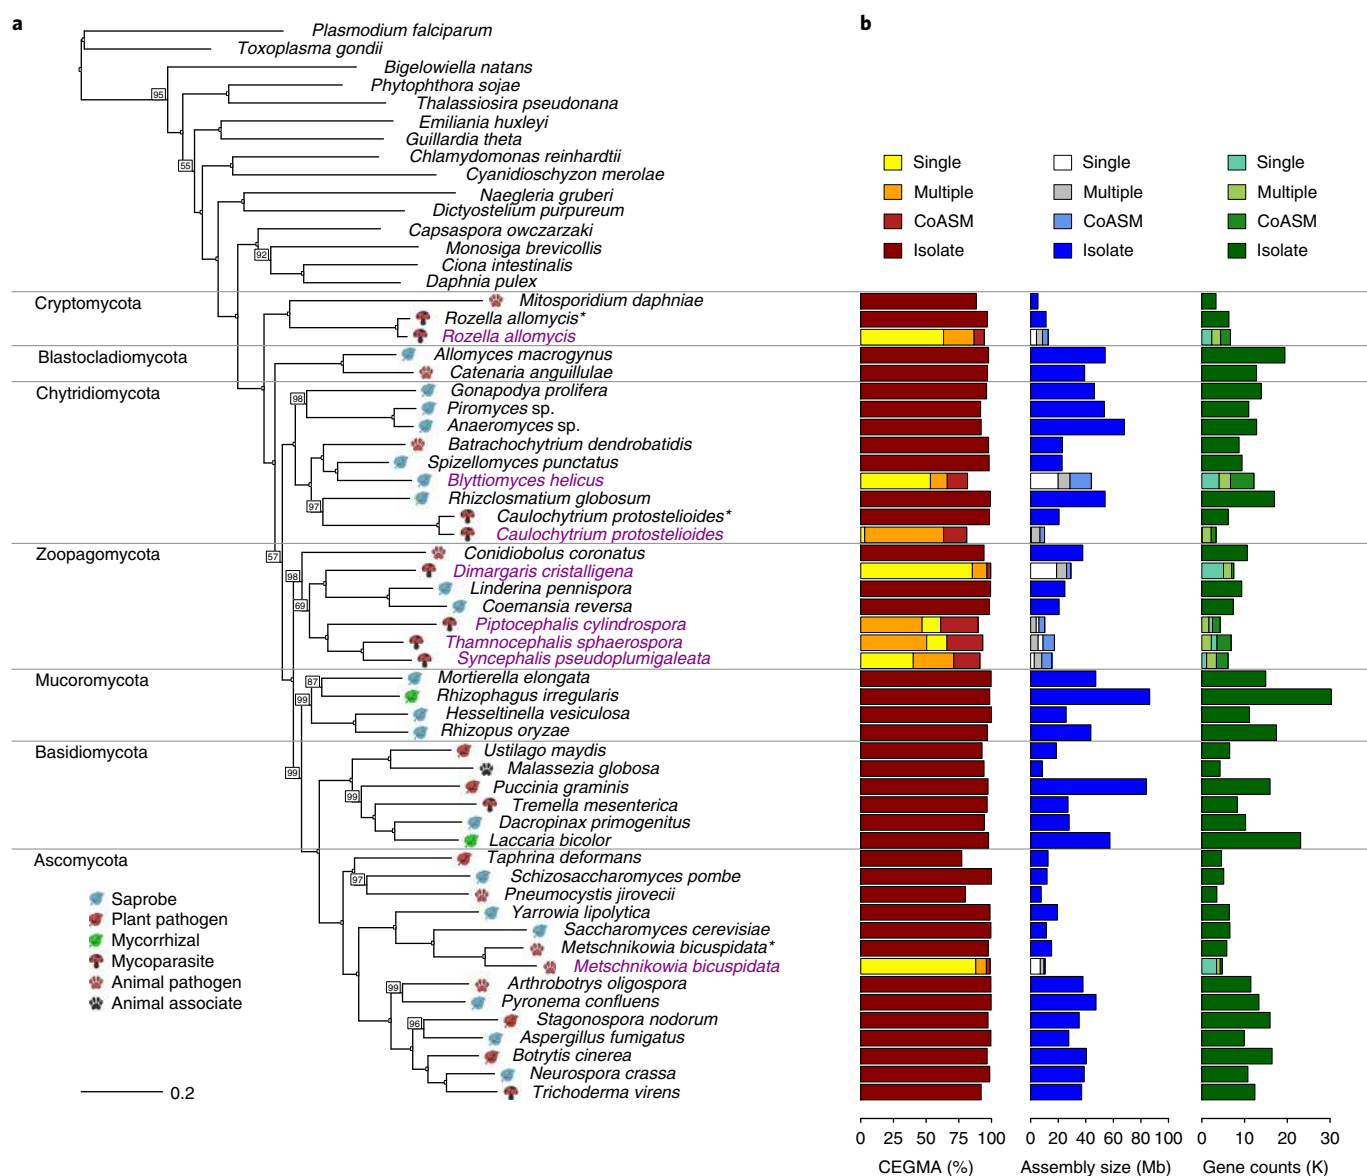 a
b
Plasmodium falciparum
Toxoplasma gondii
Bigelowiella natans
95
Phytophthora sojae
Thalassiosira pseudonana
Emiliania huxleyi
Guillardia theta
55
Chlamydomonas reinhardtii
Cyanidioschyzon merolae
Naegleria gruberi
Dictyostelium purpureum
Capsaspora owczarzaki
Monosiga brevicollis
92
Ciona intestinalis
Daphnia pulex
Single
Multiple
CoASM
Isolate
Single
Multiple
CoASM
Isolate
Single
Multiple
CoASM
Isolate
Cryptomycota
Mitosporidium daphniae
Rozella allomycis*
Rozella allomycis
Blastocladiomycota
Allomyces macrogynus
Catenaria anguillulae
Chytridiomycota
Gonapodya prolifera
98
Piromyces sp.
Anaeromyces sp.
Batrachochytrium dendrobatidis
Spizellomyces punctatus
Blyttiomyces helicus
Rhizclosmatium globosum
97
Caulochytrium protostelioides*
Caulochytrium protostelioides
Zoopagomycota
57
Conidiobolus coronatus
98
Dimargaris cristalligena
Linderina pennispora
69
Coemansia reversa
Piptocephalis cylindrospora
Thamnocephalis sphaerospora
Syncephalis pseudoplumigaleata
Mucoromycota
87
Mortierella elongata
99
Rhizophagus irregularis
Hesseltinella vesiculosa
Rhizopus oryzae
Basidiomycota
99
Ustilago maydis
Malassezia globosa
99
Puccinia graminis
Tremella mesenterica
Dacropinax primogenitus
Laccaria bicolor
Ascomycota
Taphrina deformans
97
Schizosaccharomyces pombe
Pneumocystis jirovecii
Yarrowia lipolytica
Saccharomyces cerevisiae
Metschnikowia bicuspidata*
Metschnikowia bicuspidata
99
Arthrobotrys oligospora
Pyronema confluens
96
Stagonospora nodorum
Aspergillus fumigatus
Botrytis cinerea
Neurospora crassa
Trichoderma virens
Saprobe
Plant pathogen
Mycorrhizal
Mycoparasite
Animal pathogen
Animal associate
0.2
0 25 50 75 100
CEGMA (%)
0 20 40 60 80 100
Assembly size (Mb)
0 10 20 30
Gene counts (K)